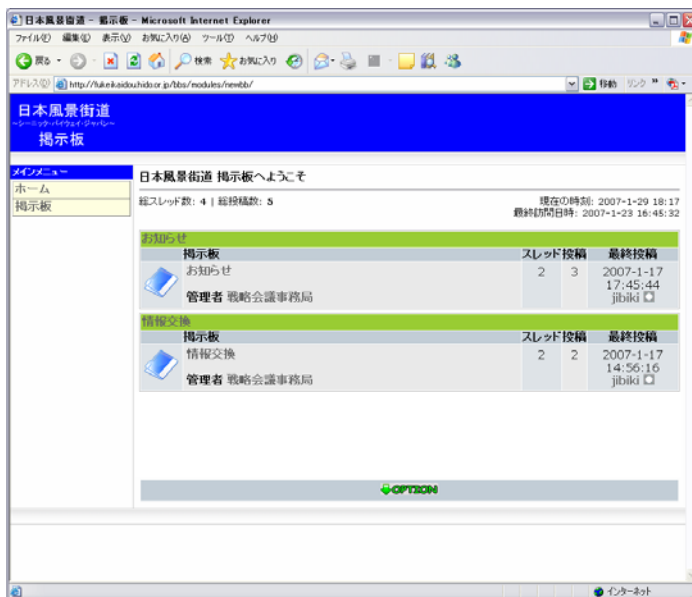 日本風景街道 - 掲示板 - Microsoft Internet Explorer
ファイル(F) 編集(E) 表示(V) お気に入り(A) ツール(T) ヘルプ(H)
戻る 検索 お気に入り
アドレス(D) http://fukeikaidou.hido.or.jp/bbs/modules/newbb/ 移動 リンク »
日本風景街道
～シーニック・バイウェイ・ジャパン～
掲示板
メインメニュー
ホーム
掲示板
日本風景街道 掲示板へようこそ
総スレッド数: 4 | 総投稿数: 5
現在の時刻: 2007-1-29 18:17
最終訪問日時: 2007-1-23 16:45:32
お知らせ
掲示板 スレッド 投稿 最終投稿
お知らせ 2 3 2007-1-17
17:45:44
管理者 戦略会議事務局 jibiki
情報交換
掲示板 スレッド 投稿 最終投稿
情報交換 2 2 2007-1-17
14:56:16
管理者 戦略会議事務局 jibiki
OPTION
インターネット